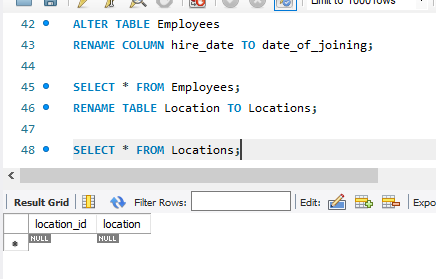 Limit to 1000 rows
42 ALTER TABLE Employees
43 RENAME COLUMN hire_date TO date_of_joining;
44
45 SELECT * FROM Employees;
46 RENAME TABLE Location TO Locations;
47
48 SELECT * FROM Locations;
Result Grid Filter Rows: Edit: Expo
location_id location
* NULL NULL